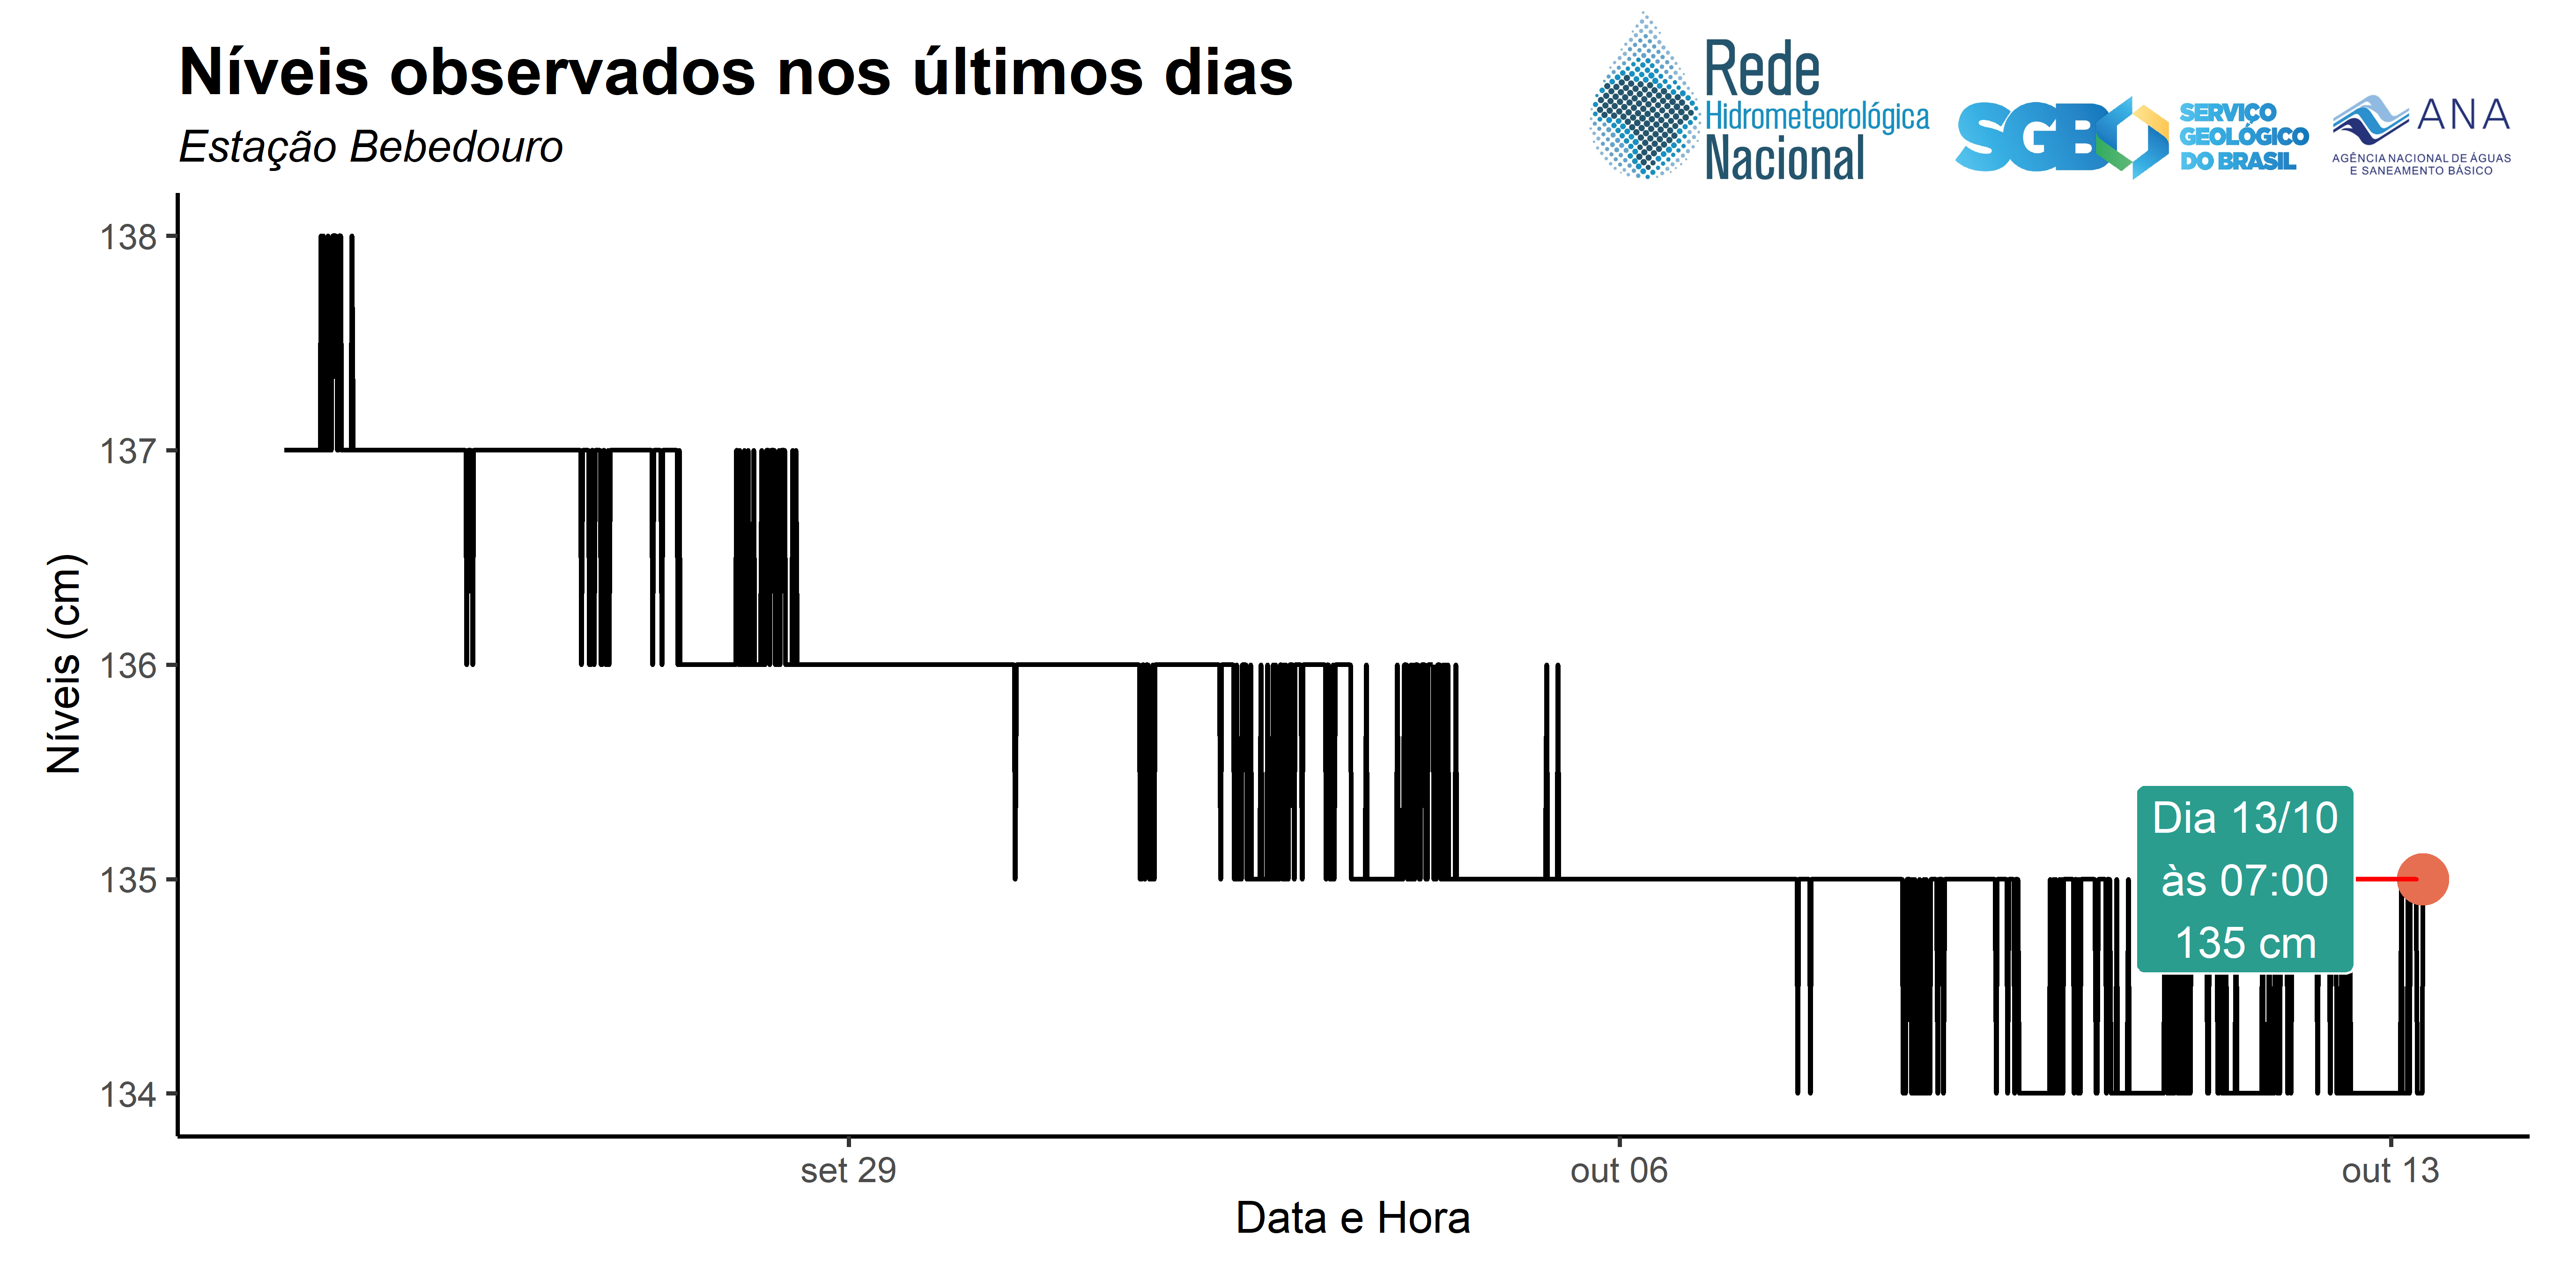 Níveis observados nos últimos dias
Estação Bebedouro
Rede
Hidrometeorológica
Nacional
SGB
SERVIÇO
GEOLÓGICO
DO BRASIL
ANA
AGÊNCIA NACIONAL DE ÁGUAS
E SANEAMENTO BÁSICO
Níveis (cm)
138
137
136
135
134
Dia 13/10
às 07:00
135 cm
set 29
out 06
out 13
Data e Hora